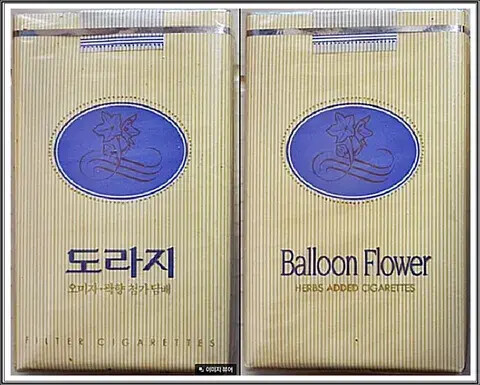 도라지
오미자·곽향 첨가 담배
FILTER CIGARETTES
이미지 뷰어
Balloon Flower
HERBS ADDED CIGARETTES